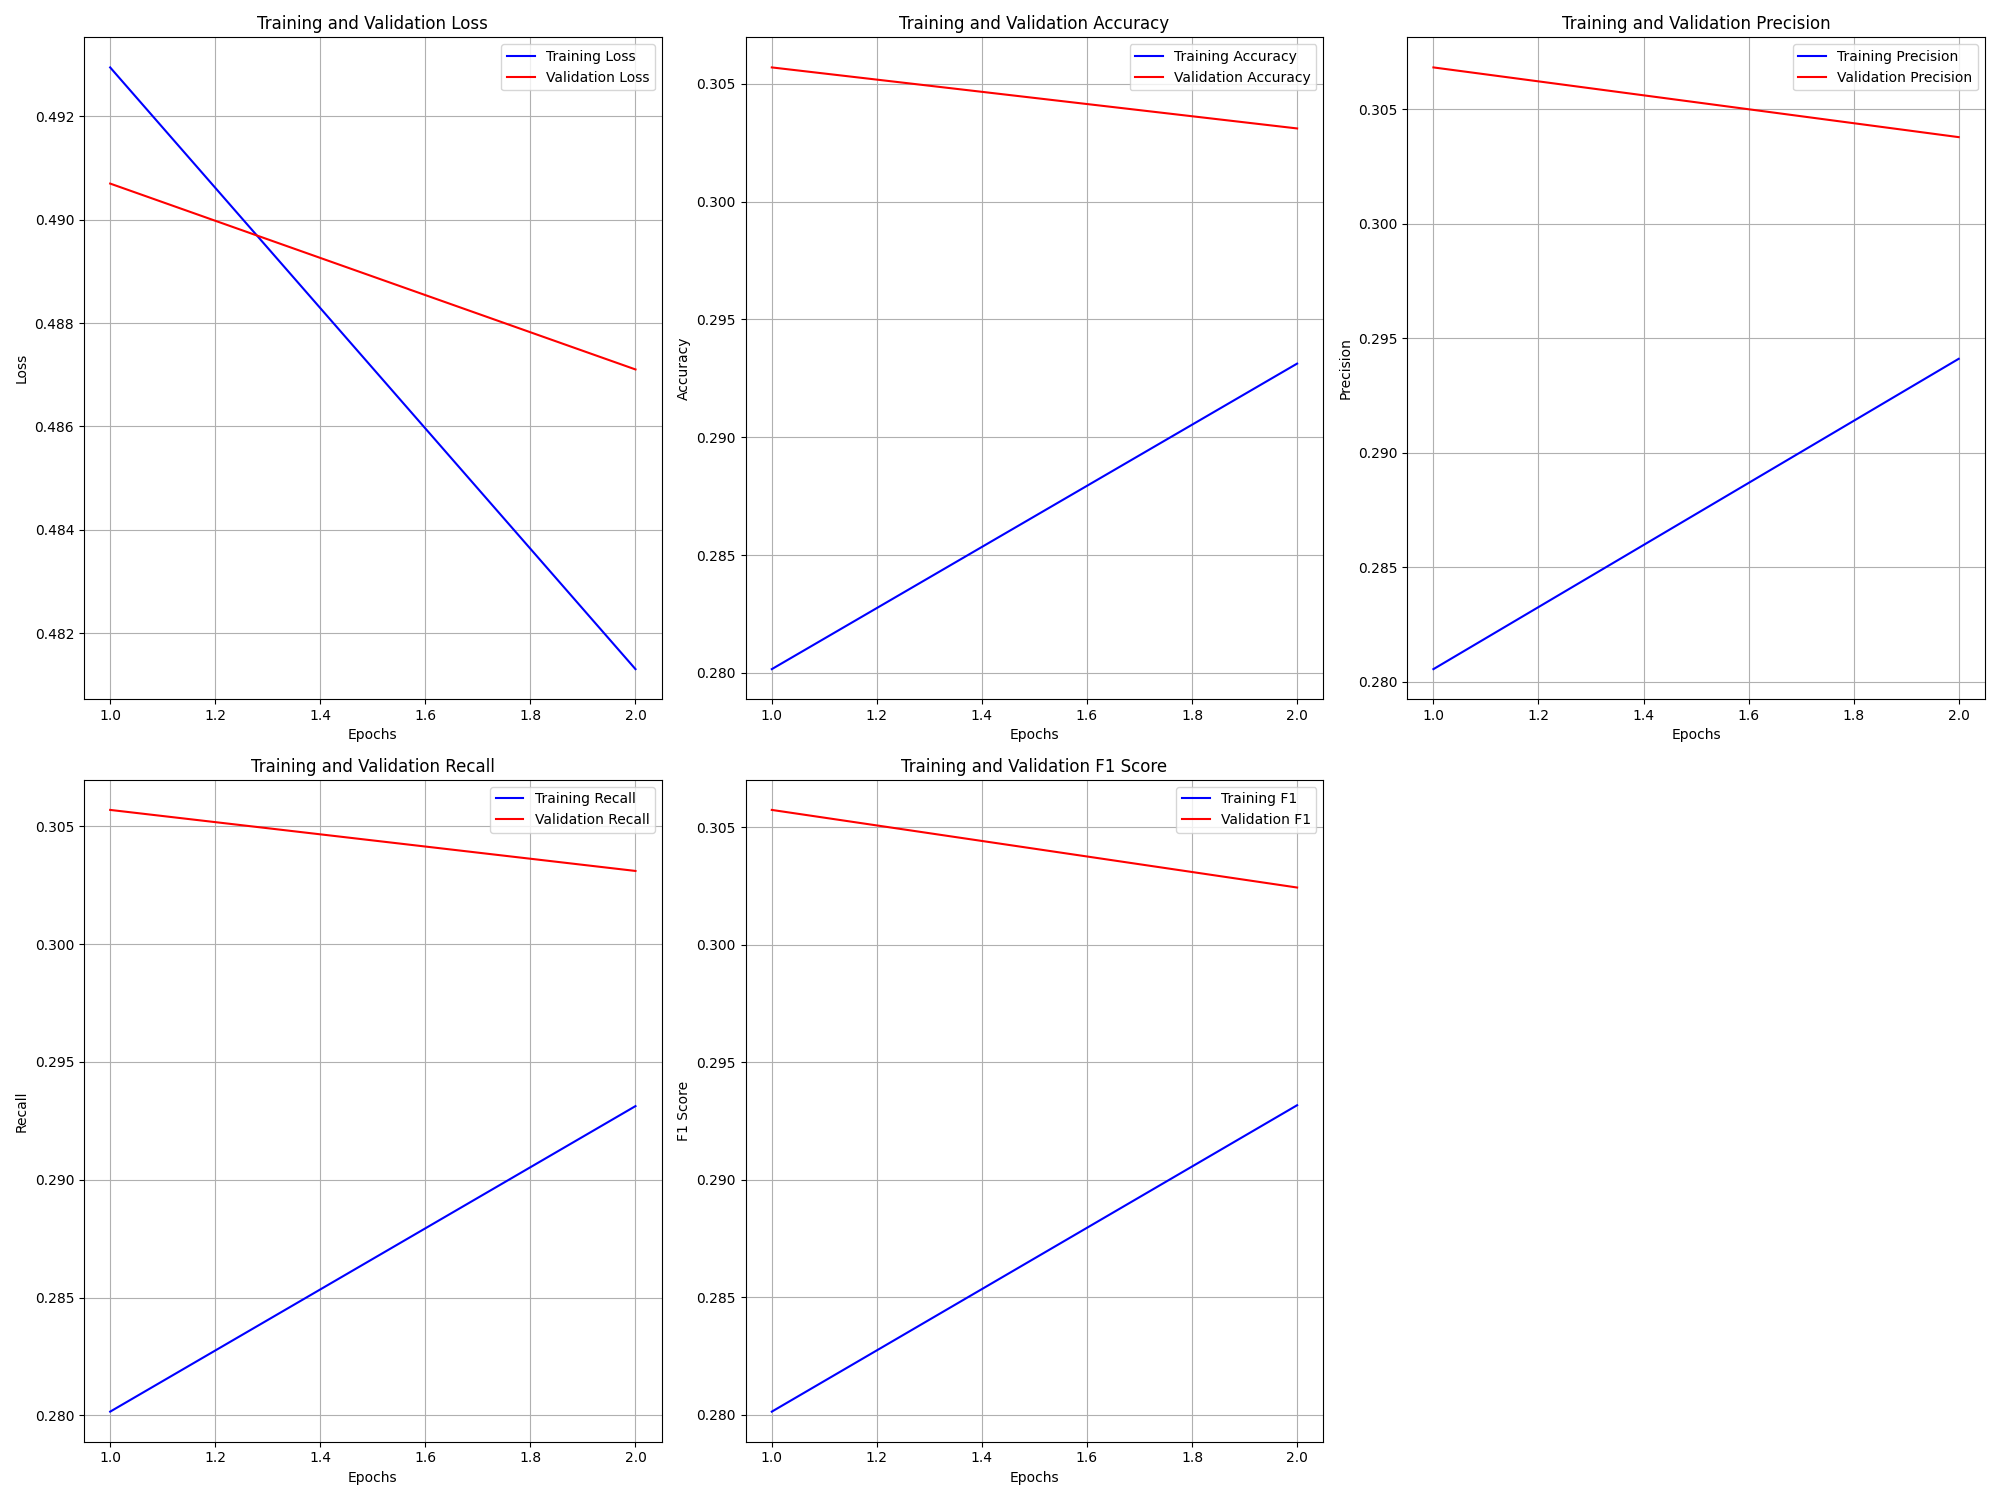 Training and Validation Loss
Training Loss
Validation Loss
0.492
0.490
0.488
0.486
0.484
0.482
Loss
1.0 1.2 1.4 1.6 1.8 2.0
Epochs
Training and Validation Accuracy
Training Accuracy
Validation Accuracy
0.305
0.300
0.295
0.290
0.285
0.280
Accuracy
1.0 1.2 1.4 1.6 1.8 2.0
Epochs
Training and Validation Precision
Training Precision
Validation Precision
0.305
0.300
0.295
0.290
0.285
0.280
Precision
1.0 1.2 1.4 1.6 1.8 2.0
Epochs
Training and Validation Recall
Training Recall
Validation Recall
0.305
0.300
0.295
0.290
0.285
0.280
Recall
1.0 1.2 1.4 1.6 1.8 2.0
Epochs
Training and Validation F1 Score
Training F1
Validation F1
0.305
0.300
0.295
0.290
0.285
0.280
F1 Score
1.0 1.2 1.4 1.6 1.8 2.0
Epochs